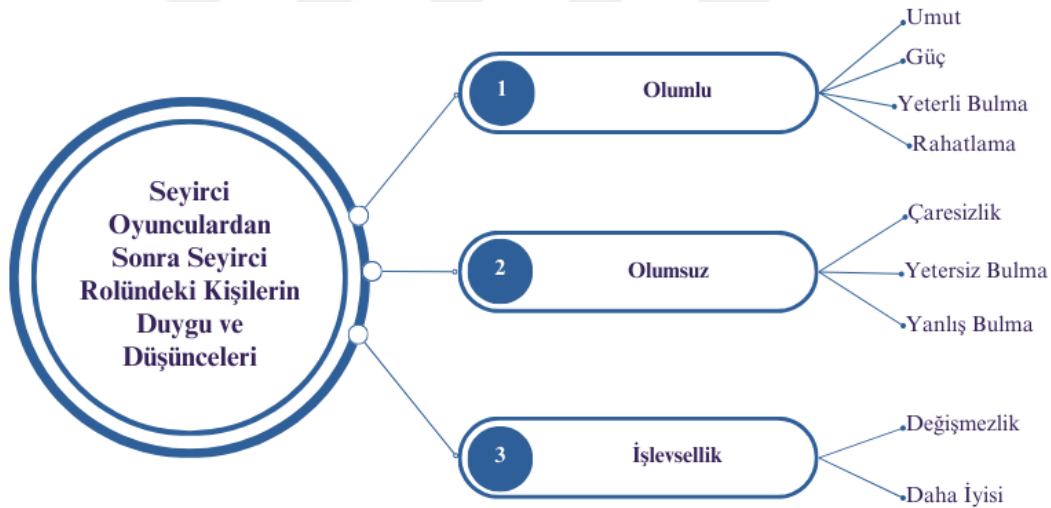 Seyirci
Oyunculardan
Sonra Seyirci
Rolündeki Kişilerin
Duygu ve
Düşünceleri
1
Olumlu
Umut
Güç
Yeterli Bulma
Rahatlama
2
Olumsuz
Çaresizlik
Yetersiz Bulma
Yanlış Bulma
3
İşlevsellik
Değişmezlik
Daha İyisi